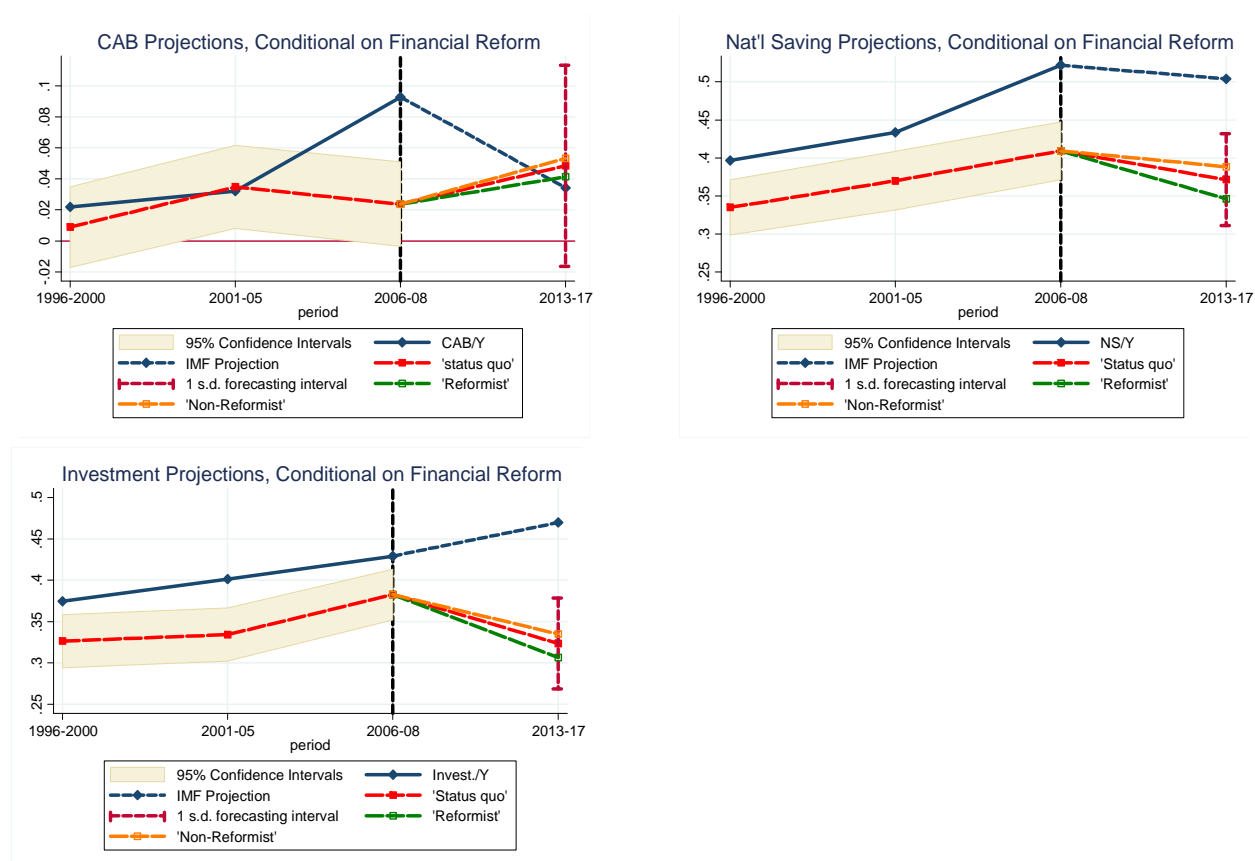 CAB Projections, Conditional on Financial Reform
.1
.08
.06
.04
.02
0
-.02
1996-2000 2001-05 2006-08 2013-17
period
95% Confidence Intervals CAB/Y
IMF Projection 'status quo'
1 s.d. forecasting interval 'Reformist'
'Non-Reformist'
Nat'l Saving Projections, Conditional on Financial Reform
.5
.45
.4
.35
.3
.25
1996-2000 2001-05 2006-08 2013-17
period
95% Confidence Intervals NS/Y
IMF Projection 'Status quo'
1 s.d. forecasting interval 'Reformist'
'Non-Reformist'
Investment Projections, Conditional on Financial Reform
.5
.45
.4
.35
.3
.25
1996-2000 2001-05 2006-08 2013-17
period
95% Confidence Intervals Invest./Y
IMF Projection 'Status quo'
1 s.d. forecasting interval 'Reformist'
'Non-Reformist'